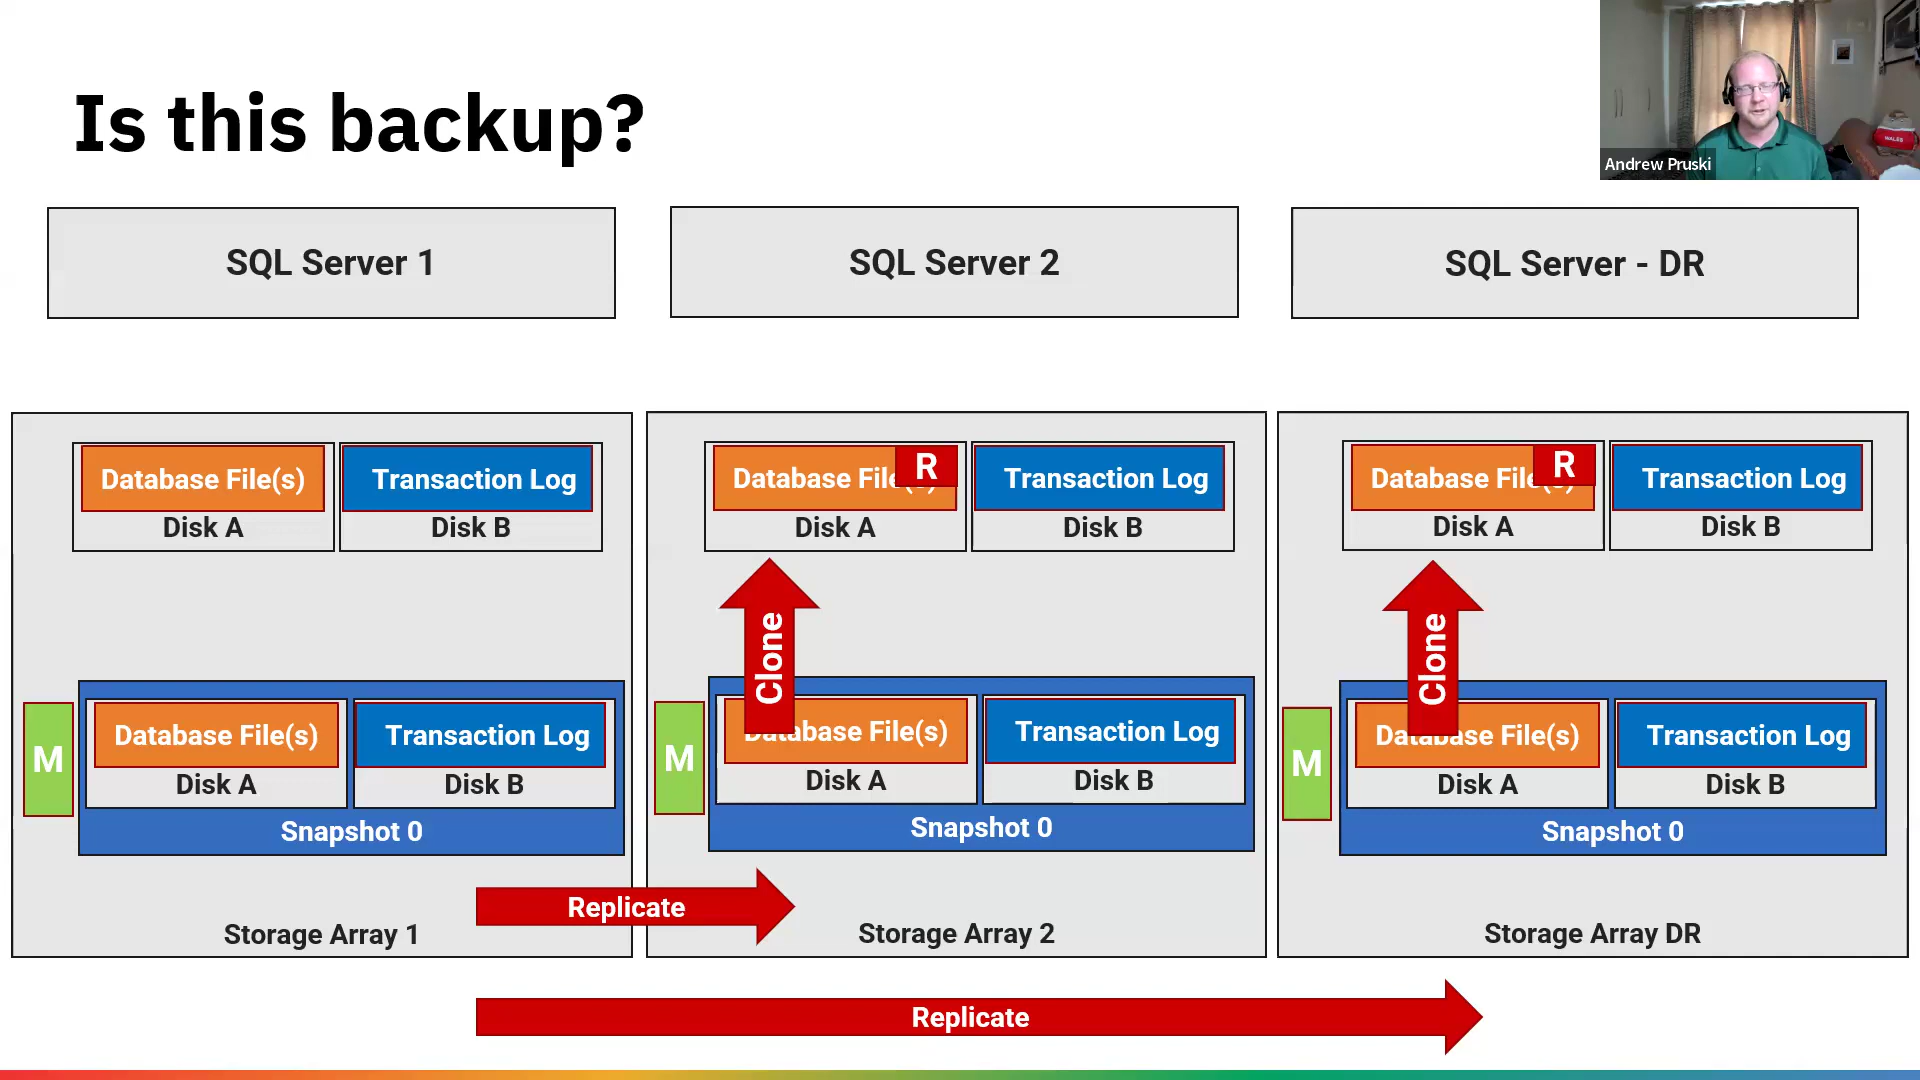 Is this backup?
Andrew Pruski
WALES
SQL Server 1
SQL Server 2
SQL Server - DR
Database File(s)
Transaction Log
Disk A
Disk B
Database File(s)
R
Transaction Log
Disk A
Disk B
Database File(s)
R
Transaction Log
Disk A
Disk B
Clone
Clone
M
Database File(s)
Transaction Log
Disk A
Disk B
Snapshot 0
M
Database File(s)
Transaction Log
Disk A
Disk B
Snapshot 0
M
Database File(s)
Transaction Log
Disk A
Disk B
Snapshot 0
Replicate
Storage Array 1
Storage Array 2
Storage Array DR
Replicate